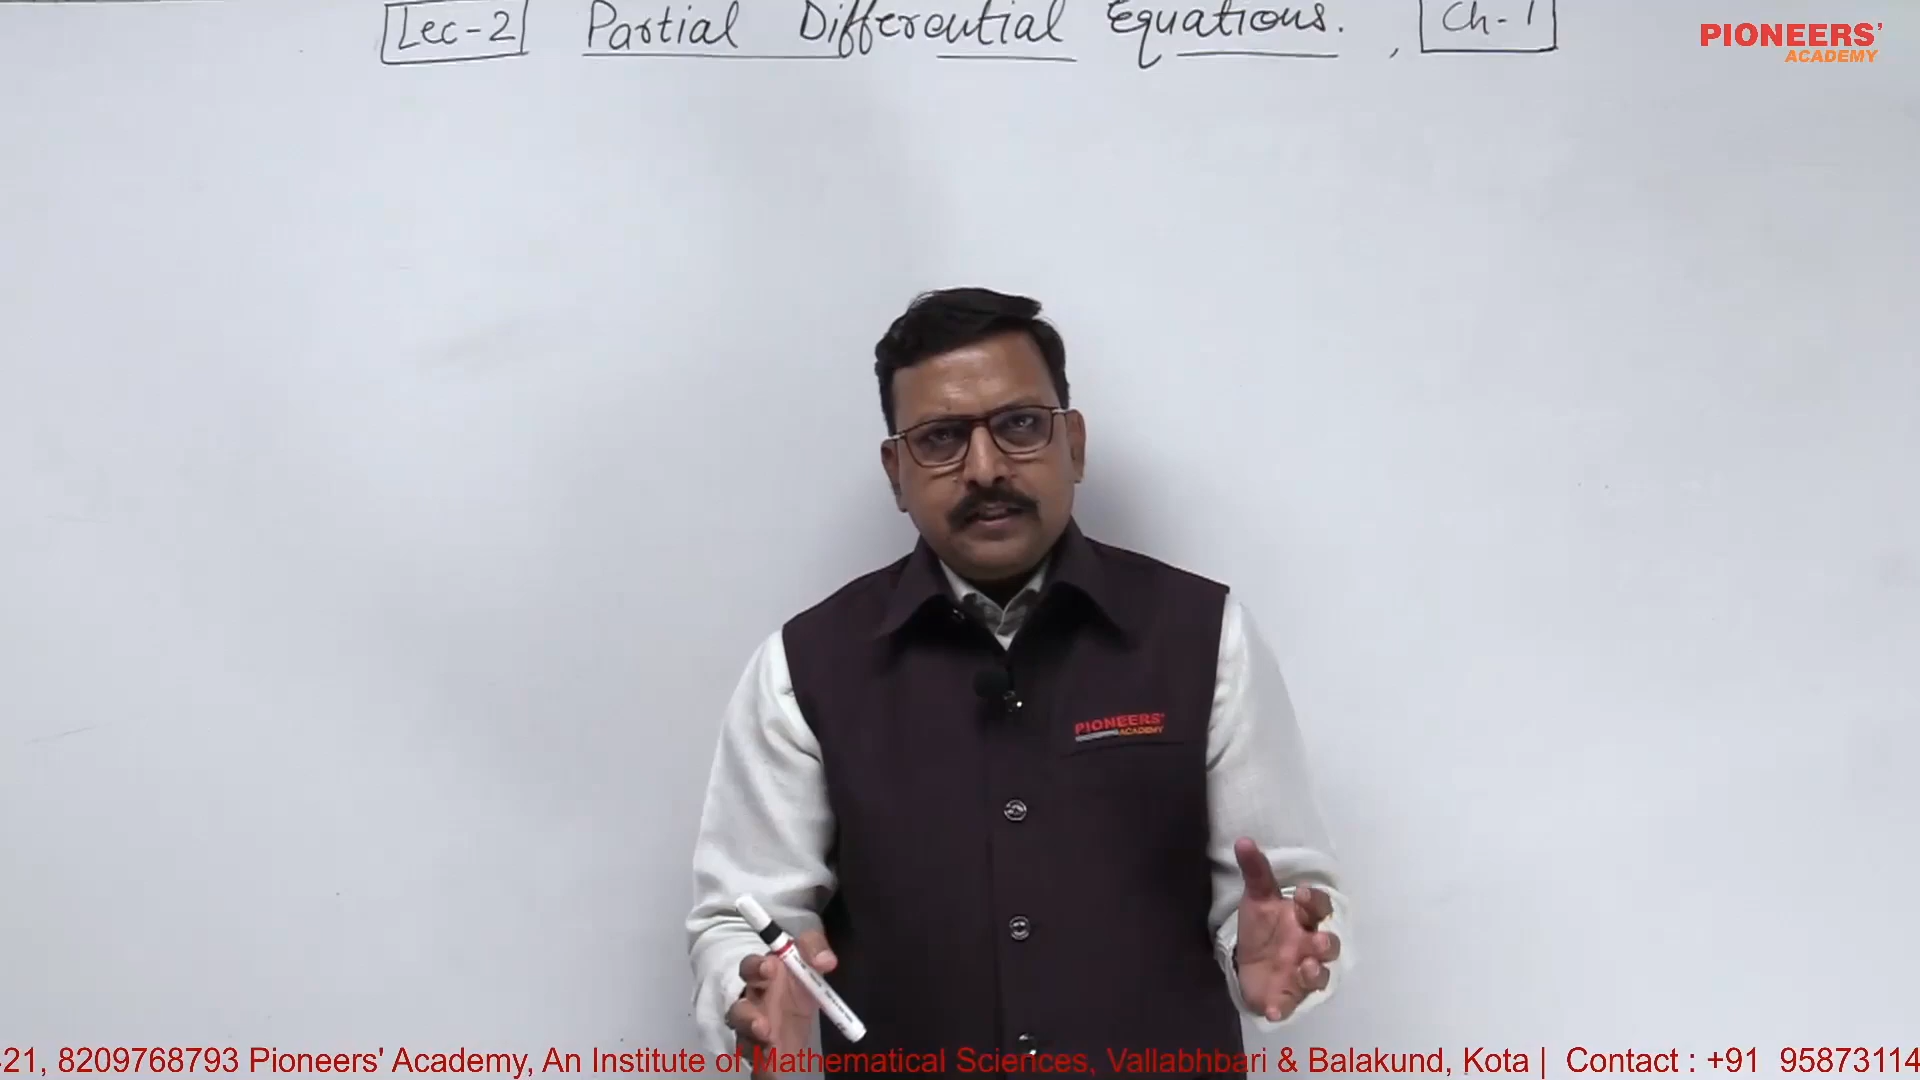 Lec-2 Partial Differential Equations. , Ch-1
PIONEERS'
ACADEMY
PIONEERS'
ACADEMY
-21, 8209768793 Pioneers' Academy, An Institute of Mathematical Sciences, Vallabhbari & Balakund, Kota | Contact : +91 95873114